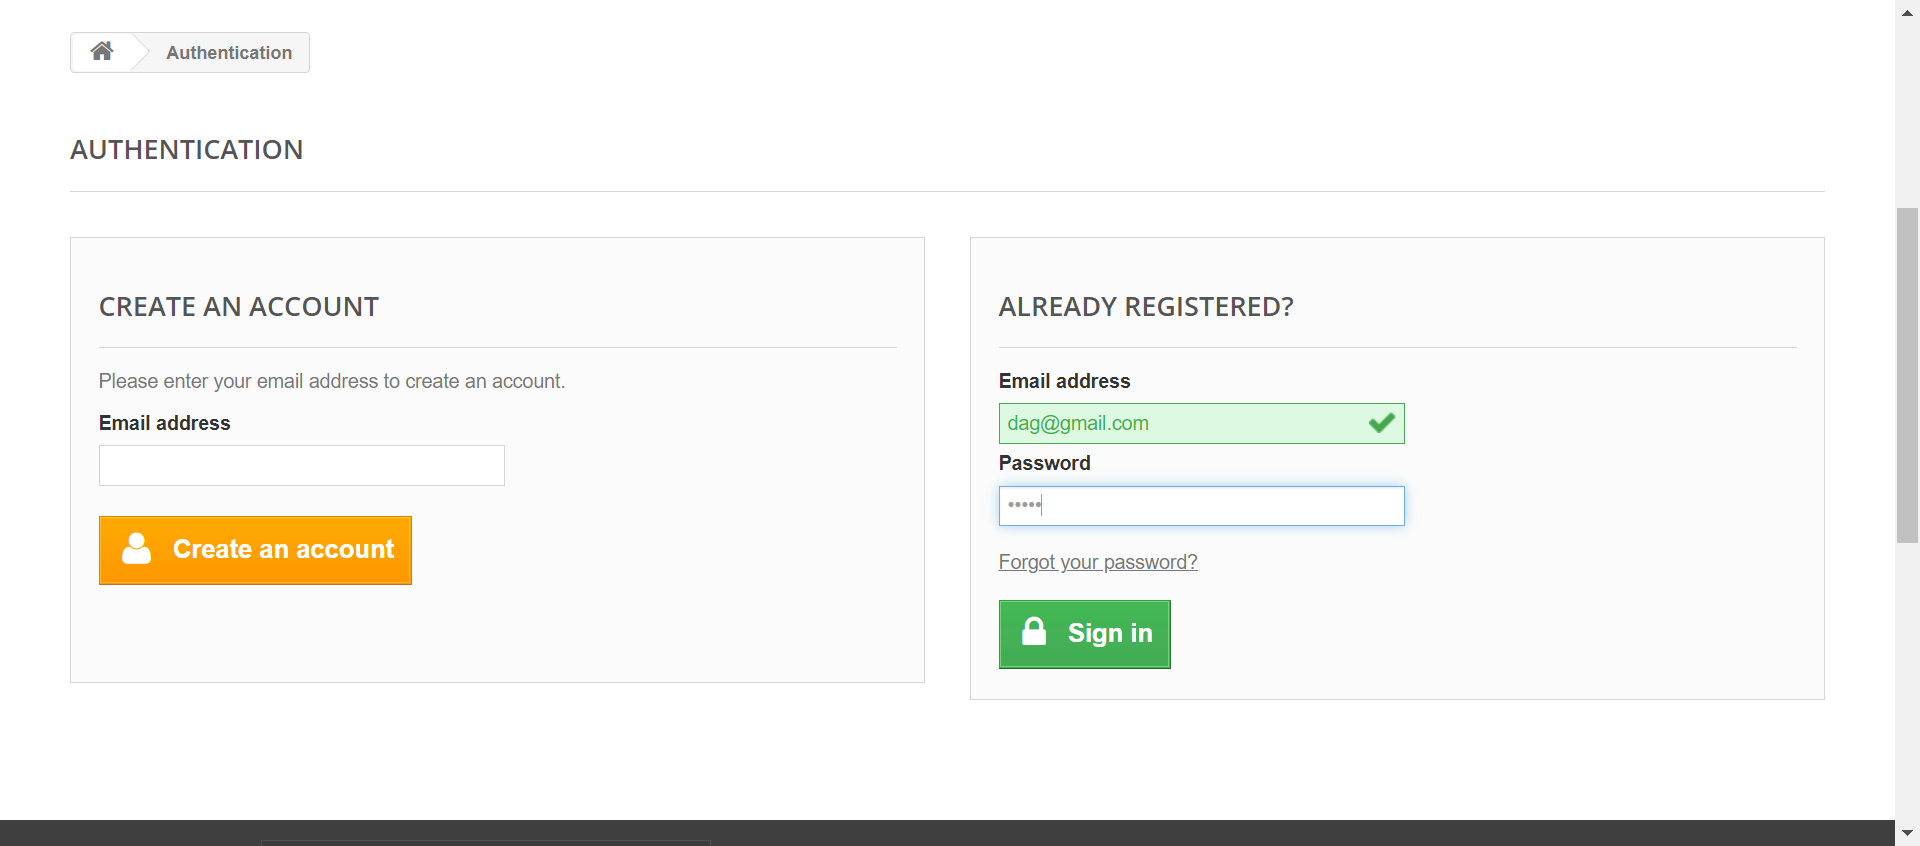 Authentication
AUTHENTICATION
CREATE AN ACCOUNT
Please enter your email address to create an account.
Email address
Create an account
ALREADY REGISTERED?
Email address
dag@gmail.com
Password
•••••
Forgot your password?
Sign in